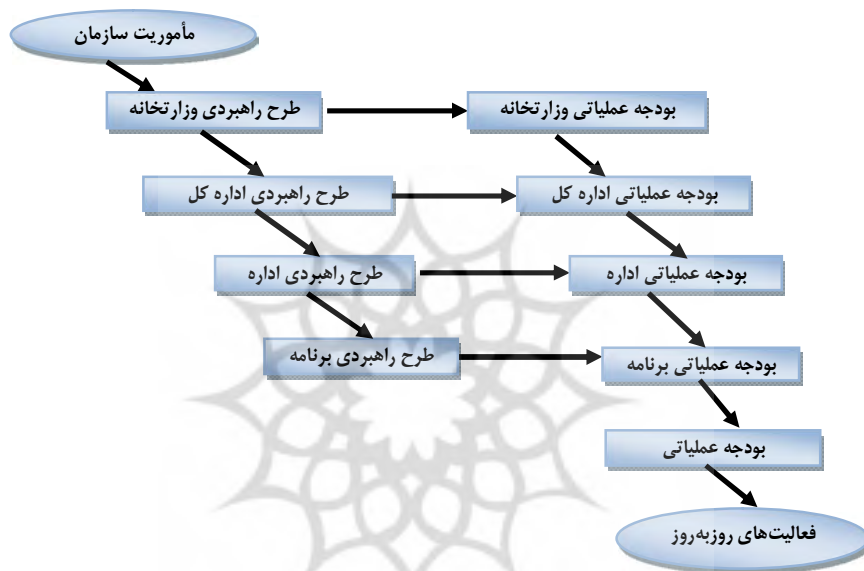 مأموریت سازمان
طرح راهبردی وزارتخانه
بودجه عملیاتی وزارتخانه
طرح راهبردی اداره کل
بودجه عملیاتی اداره کل
طرح راهبردی اداره
بودجه عملیاتی اداره
طرح راهبردی برنامه
بودجه عملیاتی برنامه
بودجه عملیاتی
فعالیت‌های روزبه‌روز